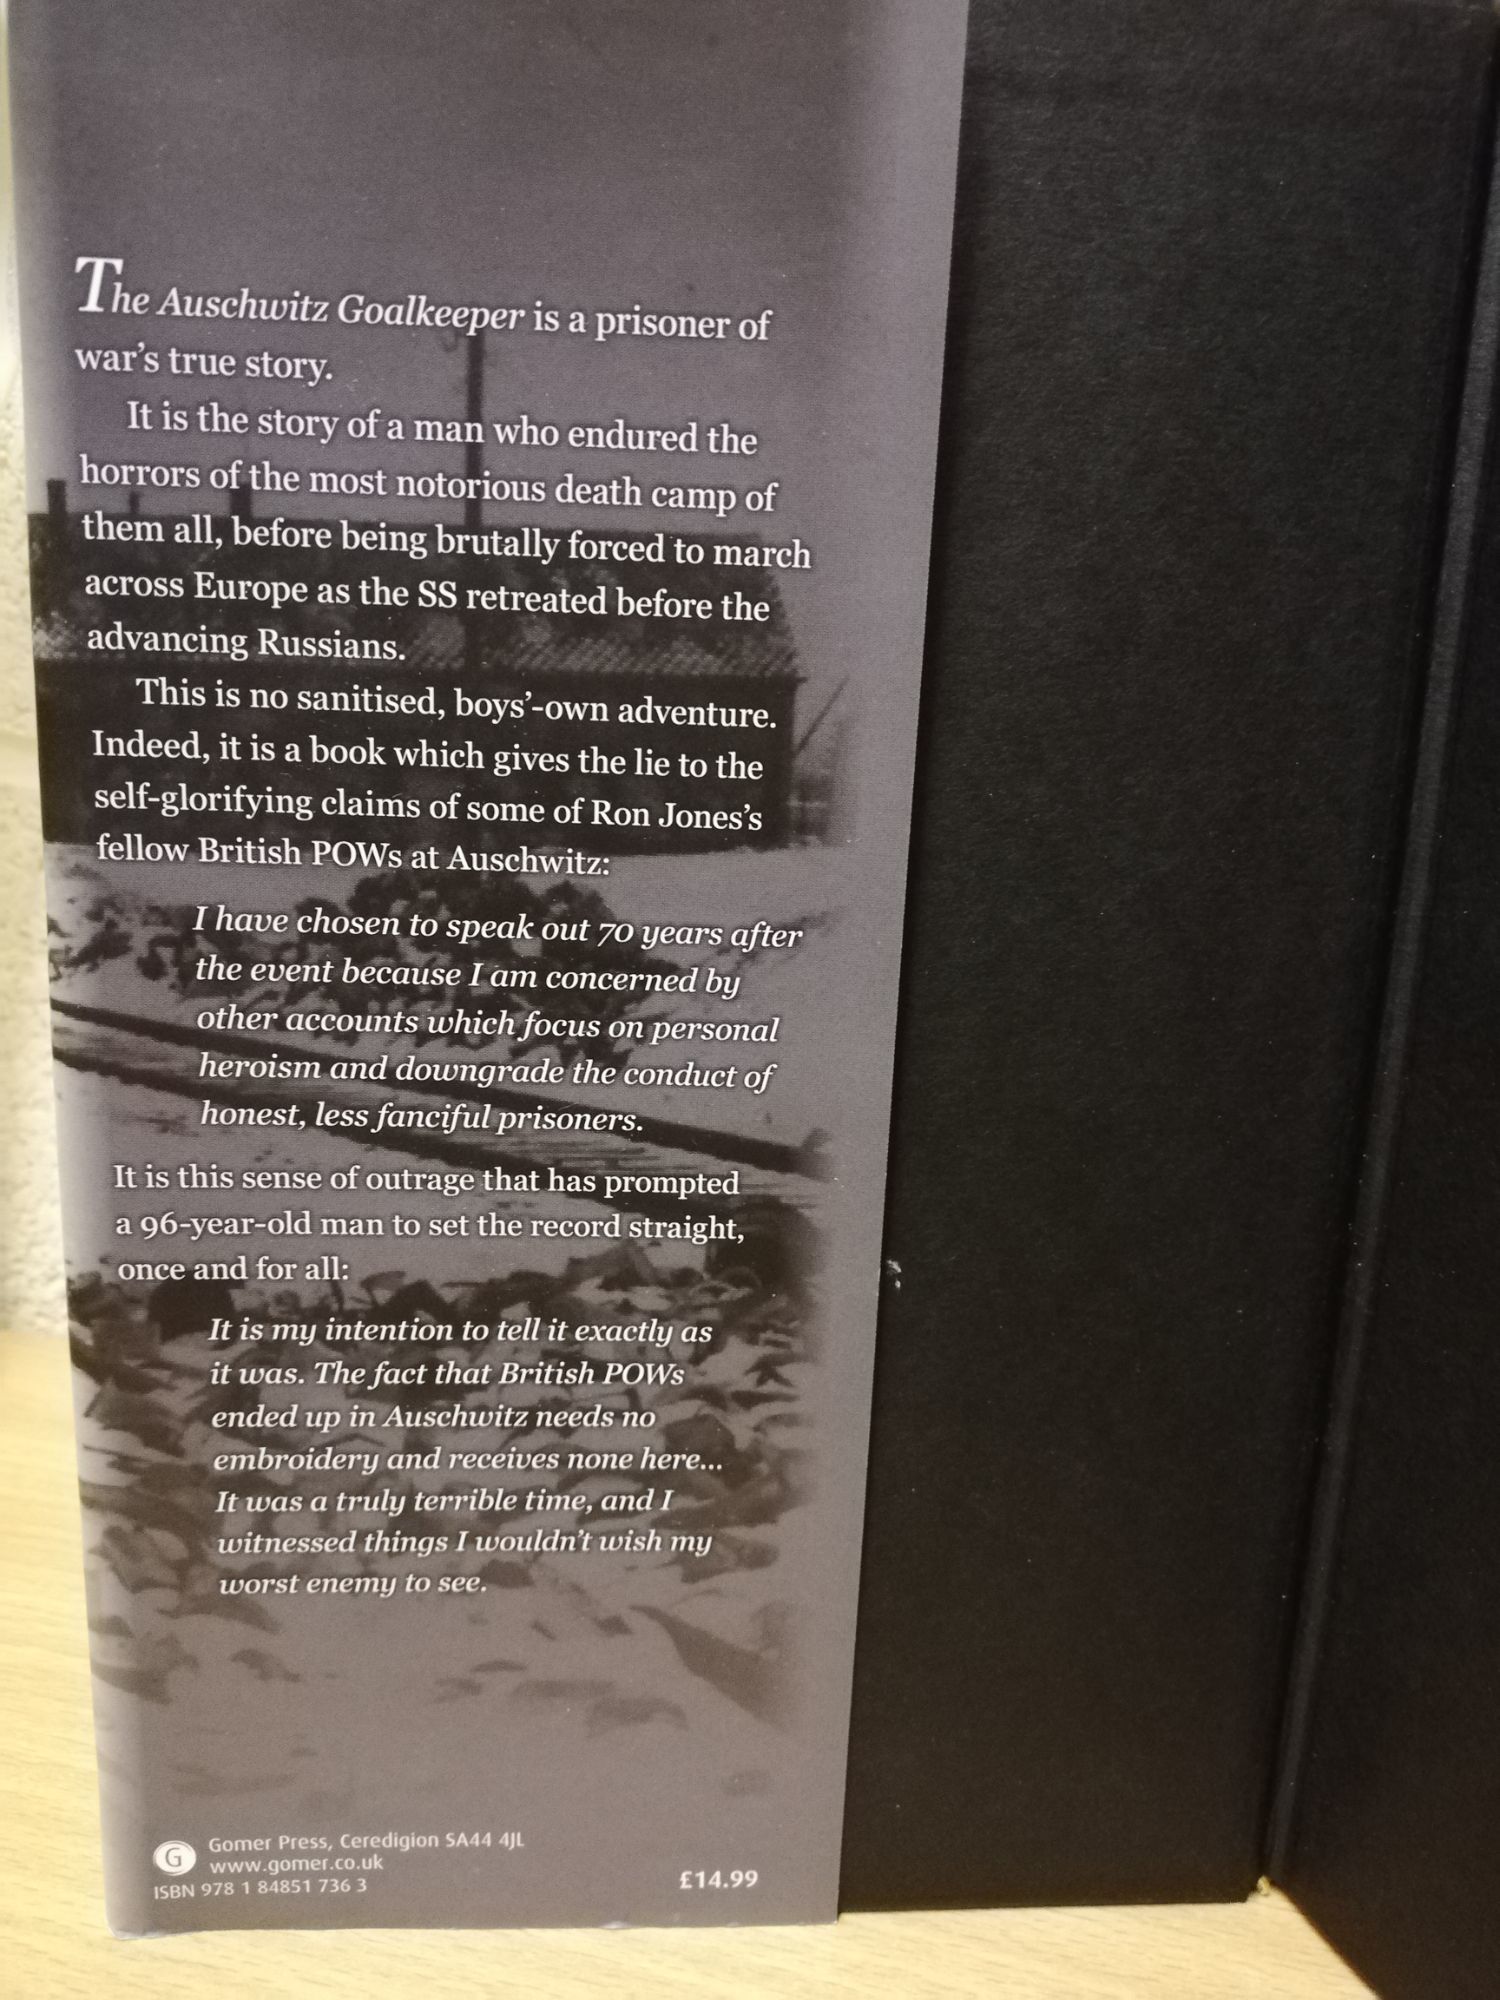 The Auschwitz Goalkeeper is a prisoner of
war's true story.
It is the story of a man who endured the
horrors of the most notorious death camp of
them all, before being brutally forced to march
across Europe as the SS retreated before the
advancing Russians.
This is no sanitised, boys'-own adventure.
Indeed, it is a book which gives the lie to the
self-glorifying claims of some of Ron Jones's
fellow British POWs at Auschwitz:
I have chosen to speak out 70 years after
the event because I am concerned by
other accounts which focus on personal
heroism and downgrade the conduct of
honest, less fanciful prisoners.
It is this sense of outrage that has prompted
a 96-year-old man to set the record straight,
once and for all:
It is my intention to tell it exactly as
it was. The fact that British POWs
ended up in Auschwitz needs no
embroidery and receives none here...
It was a truly terrible time, and I
witnessed things I wouldn't wish my
worst enemy to see.
G
Gomer Press, Ceredigion SA44 4JL
www.gomer.co.uk
ISBN 978 1 84851 736 3
£14.99